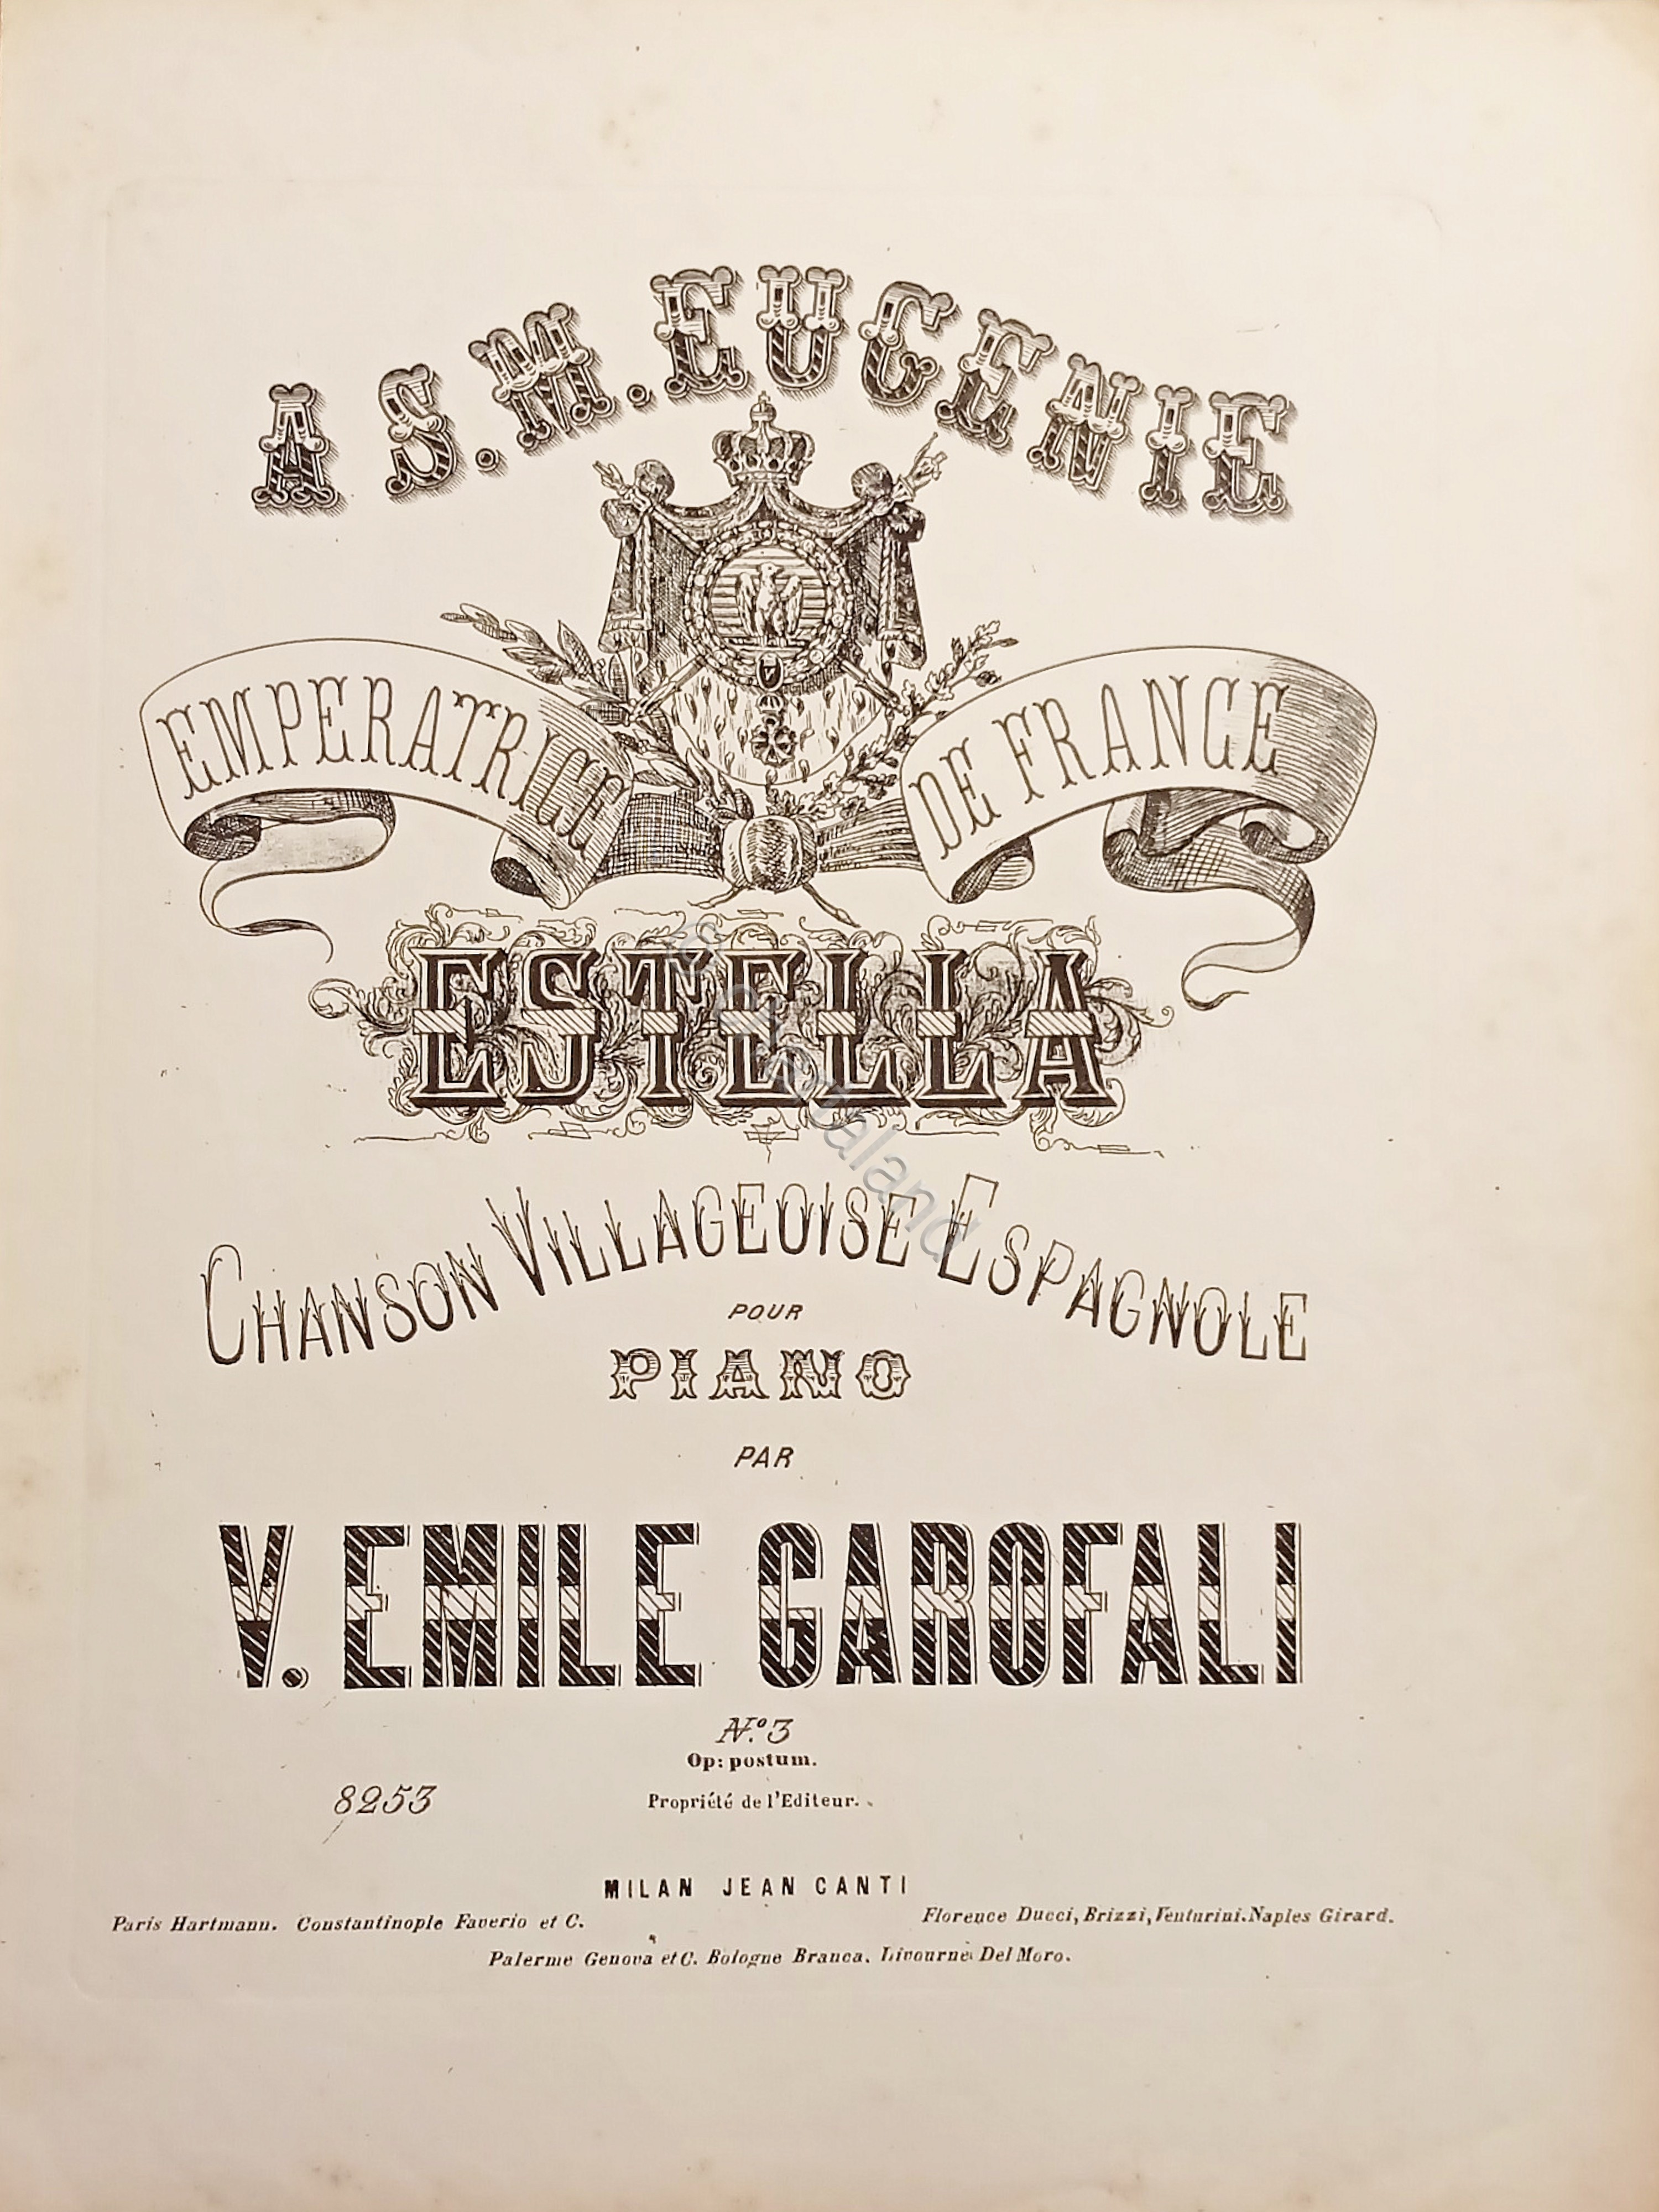 A S. M. EUGENIE
EMPERATRICE DE FRANCE
ESTELLA
CHANSON VILLAGEOISE ESPAGNOLE
POUR
PIANO
PAR
V. EMILE GAROFALI
N.º 3
Op: postum.
8253
Propriété de l'Editeur.
MILAN JEAN CANTI
Paris Hartmann. Constantinople Faverio et C.
Florence Ducci, Brizzi, Venturini. Naples Girard.
Palerme Genova et C. Bologne Brauca. Livourne Del Moro.